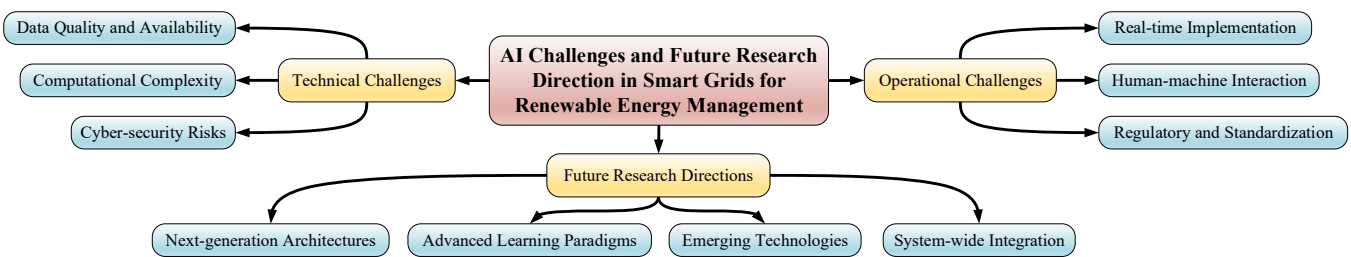 AI Challenges and Future Research
Direction in Smart Grids for
Renewable Energy Management
Technical Challenges
Data Quality and Availability
Computational Complexity
Cyber-security Risks
Operational Challenges
Real-time Implementation
Human-machine Interaction
Regulatory and Standardization
Future Research Directions
Next-generation Architectures
Advanced Learning Paradigms
Emerging Technologies
System-wide Integration